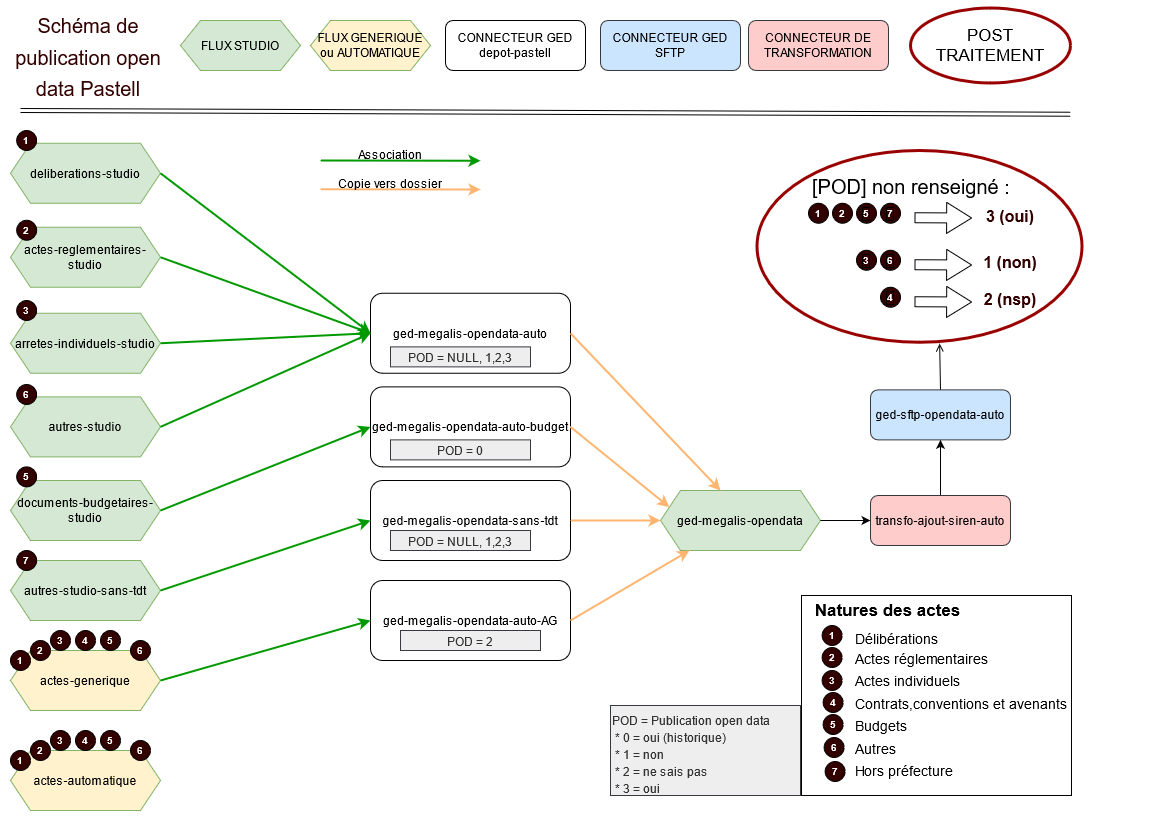 Schéma de
publication open
data Pastell
FLUX STUDIO
FLUX GENERIQUE
ou AUTOMATIQUE
CONNECTEUR GED
depot-pastell
CONNECTEUR GED
SFTP
CONNECTEUR DE
TRANSFORMATION
POST
TRAITEMENT
Association
Copie vers dossier
1
deliberations-studio
2
actes-reglementaires-
studio
3
arretes-individuels-studio
6
autres-studio
5
documents-budgetaires-
studio
7
autres-studio-sans-tdt
1 2 3 4 5 6
actes-generique
1 2 3 4 5 6
actes-automatique
ged-megalis-opendata-auto
POD = NULL, 1,2,3
ged-megalis-opendata-auto-budget
POD = 0
ged-megalis-opendata-sans-tdt
POD = NULL, 1,2,3
ged-megalis-opendata-auto-AG
POD = 2
ged-megalis-opendata
transfo-ajout-siren-auto
ged-sftp-opendata-auto
[POD] non renseigné :
1 2 5 7 3 (oui)
3 6 1 (non)
4 2 (nsp)
POD = Publication open data
* 0 = oui (historique)
* 1 = non
* 2 = ne sais pas
* 3 = oui
Natures des actes
1 Délibérations
2 Actes réglementaires
3 Actes individuels
4 Contrats,conventions et avenants
5 Budgets
6 Autres
7 Hors préfecture